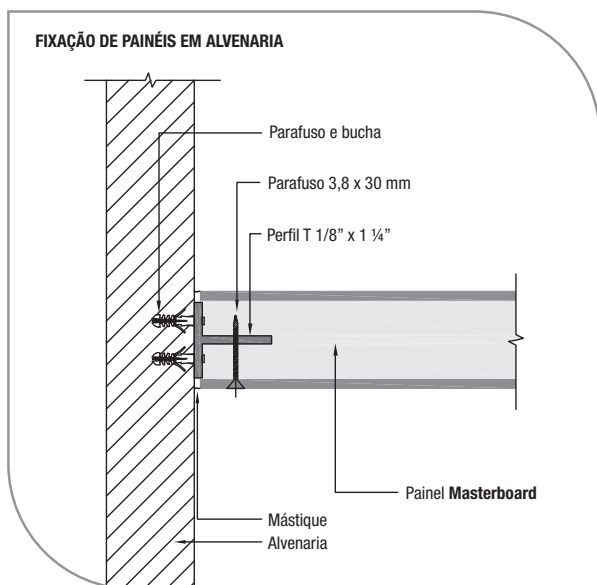 FIXAÇÃO DE PAINÉIS EM ALVENARIA
Parafuso e bucha
Parafuso 3,8 x 30 mm
Perfil T 1/8” x 1 ¼”
Painel Masterboard
Mástique
Alvenaria